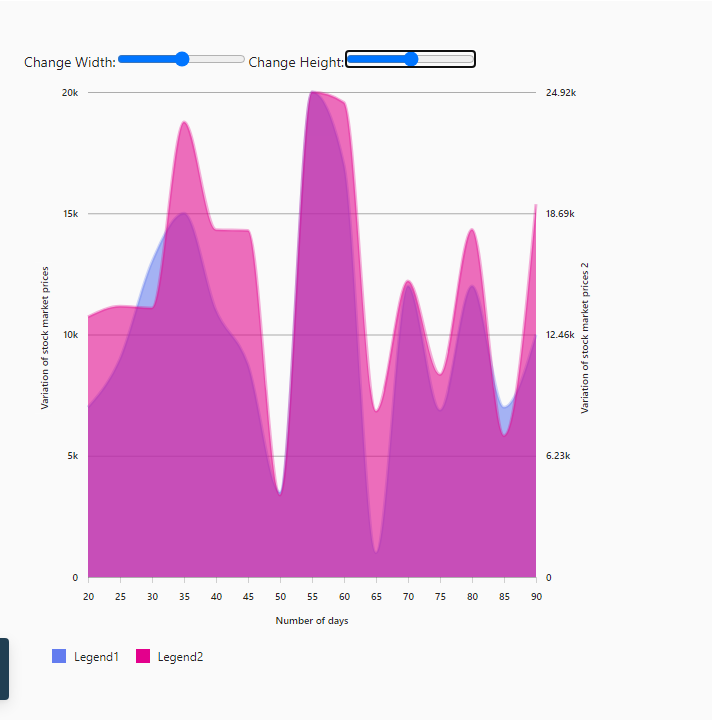 Change Width: Change Height:
20k 24.92k
15k 18.69k
10k 12.46k
5k 6.23k
0 0
Variation of stock market prices
Variation of stock market prices 2
20 25 30 35 40 45 50 55 60 65 70 75 80 85 90
Number of days
Legend1 Legend2